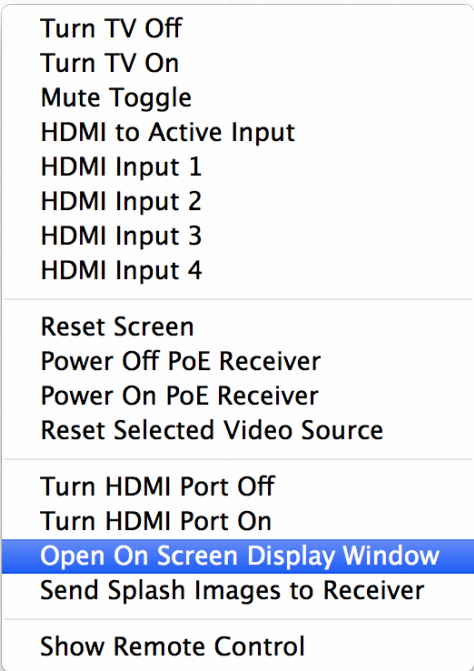 Turn TV Off
Turn TV On
Mute Toggle
HDMI to Active Input
HDMI Input 1
HDMI Input 2
HDMI Input 3
HDMI Input 4
Reset Screen
Power Off PoE Receiver
Power On PoE Receiver
Reset Selected Video Source
Turn HDMI Port Off
Turn HDMI Port On
Open On Screen Display Window
Send Splash Images to Receiver
Show Remote Control